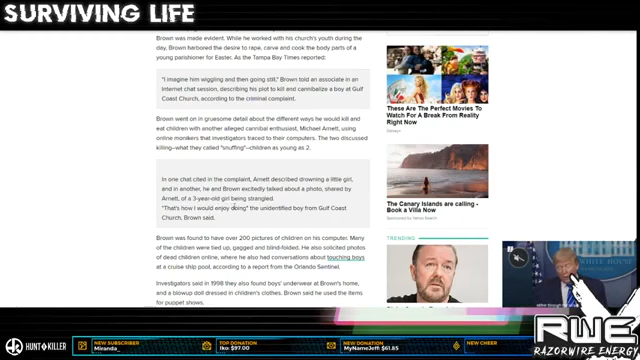 SURVIVING LIFE
Brown was made evident. While he worked with his church's youth during the
day, Brown harbored the desire to rape, carve and cook the body parts of a
young parishioner for Easter. As the Tampa Bay Times reported:
"I imagine him wiggling and then going still," Brown told an associate in an
Internet chat session, describing his plot to kill and cannibalize a boy at Gulf
Coast Church, according to the criminal complaint.
Brown went on in gruesome detail about the different ways he would kill and
eat children with another alleged cannibal enthusiast, Michael Arnett, using
online monikers that investigators traced to their computers. The two discussed
killing--what they called "snuffing"--children as young as 2.
In one chat cited in the complaint, Arnett described drowning a little girl,
and in another, he and Brown excitedly talked about a photo, shared by
Arnett, of a 3-year-old girl being strangled.
"That's how I would enjoy doing" the unidentified boy from Gulf Coast
Church, Brown said.
Brown was found to have over 200 pictures of children on his computer. Many
of the children were tied up, gagged and blind-folded. He also solicited photos
of dead children online, where he also had conversations about touching boys
at a cruise ship pool, according to a report from the Orlando Sentinel.
Investigators said in 1998 they also found boys' underwear at Brown's home,
and a blowup doll dressed in children's clothes. Brown said he used the items
for puppet shows.
These Are The Perfect Movies To
Watch For A Break From Reality
Right Now
The Canary Islands are calling -
Book a Villa Now
TRENDING
RWE
RAZORWIRE ENERGY
HUNT A KILLER
NEW SUBSCRIBER
Miranda_
TOP DONATION
Iko: $97.00
NEW DONATION
MyNameJeff: $61.85
NEW CHEER